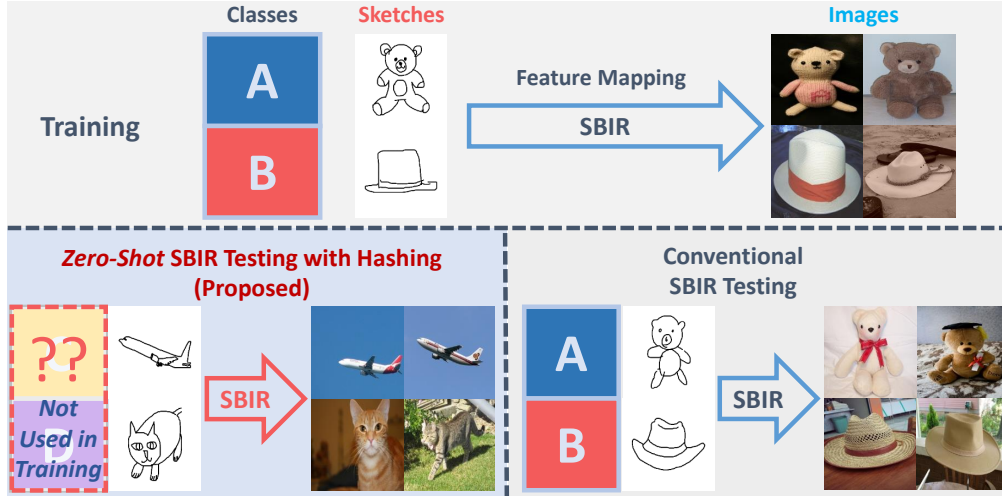 Classes
Sketches
Images
Training
A
B
Feature Mapping
SBIR
Zero-Shot SBIR Testing with Hashing
(Proposed)
C
??
D
Not
Used in
Training
SBIR
Conventional
SBIR Testing
A
B
SBIR